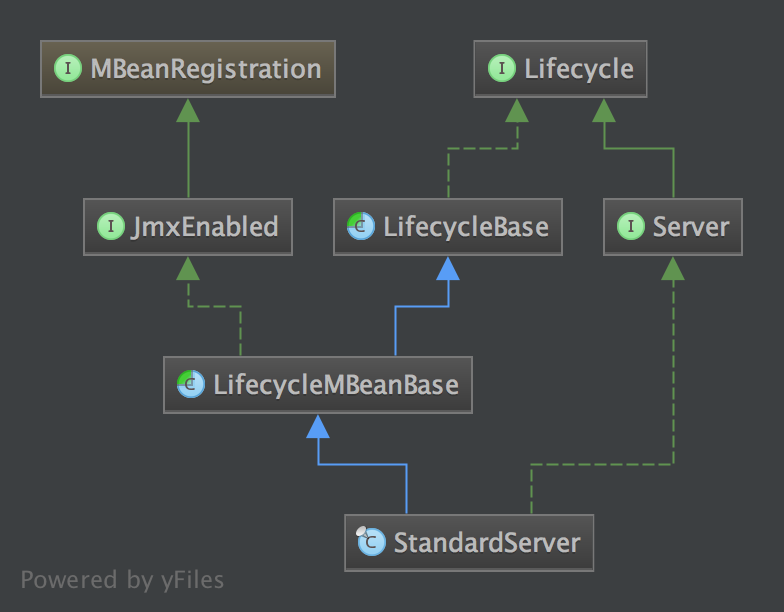 I MBeanRegistration
I Lifecycle
I JmxEnabled
C LifecycleBase
I Server
C LifecycleMBeanBase
C StandardServer
Powered by yFiles